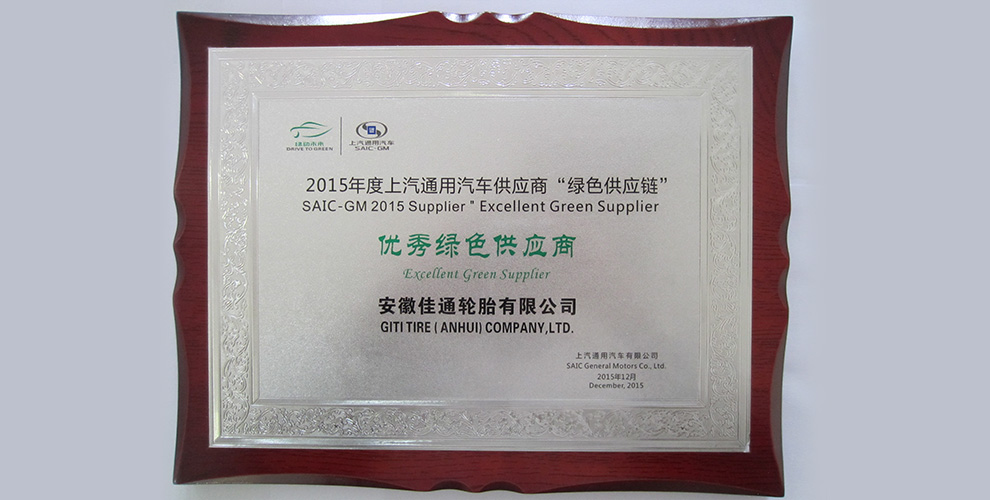 绿动未来
DRIVE TO GREEN
上汽通用汽车
SAIC-GM
2015年度上汽通用汽车供应商“绿色供应链”
SAIC-GM 2015 Supplier " Excellent Green Supplier
优秀绿色供应商
Excellent Green Supplier
安徽佳通轮胎有限公司
GITI TIRE ( ANHUI) COMPANY,LTD.
上汽通用汽车有限公司
SAIC General Motors Co., Ltd.
2015年12月
December, 2015